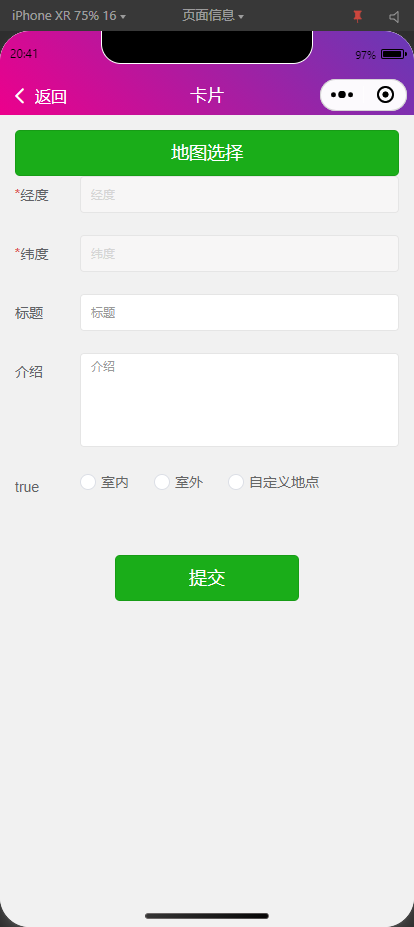 iPhone XR 75% 16 页面信息
20:41 97%
返回 卡片
地图选择
*经度 经度
*纬度 纬度
标题 标题
介绍 介绍
true 室内 室外 自定义地点
提交